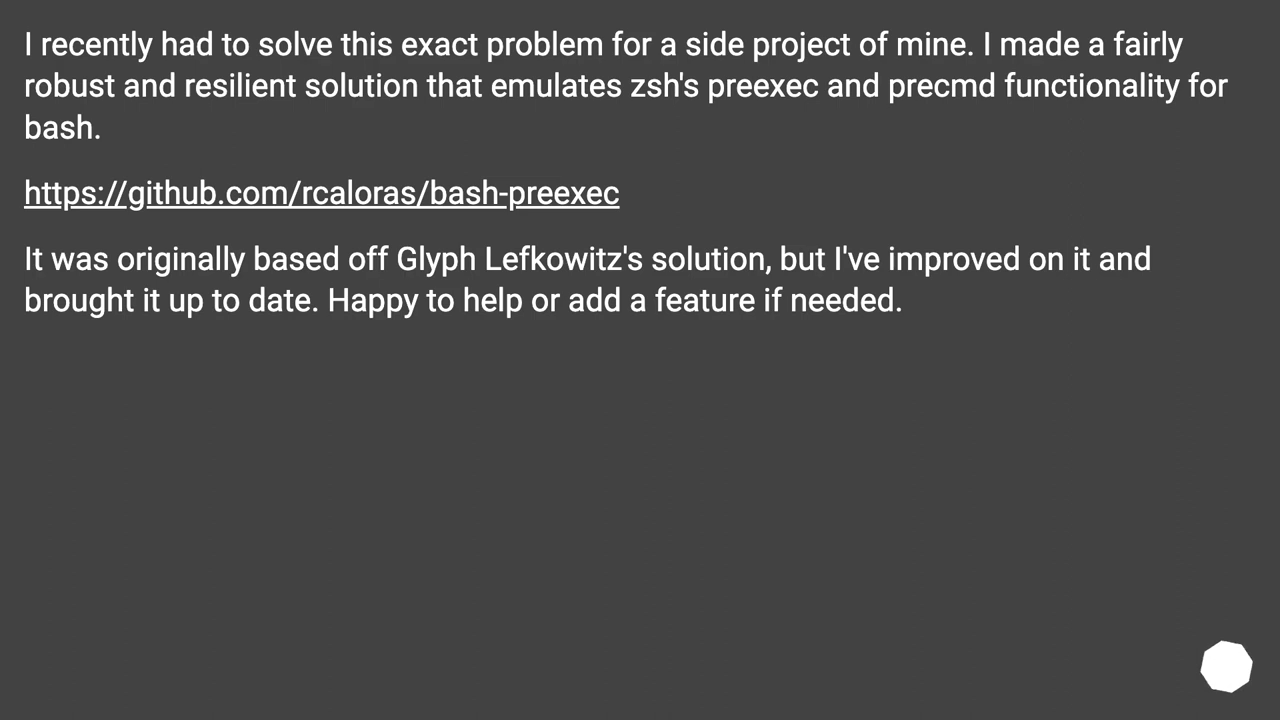 I recently had to solve this exact problem for a side project of mine. I made a fairly
robust and resilient solution that emulates zsh's preexec and precmd functionality for
bash.
https://github.com/rcaloras/bash-preexec
It was originally based off Glyph Lefkowitz's solution, but I've improved on it and
brought it up to date. Happy to help or add a feature if needed.